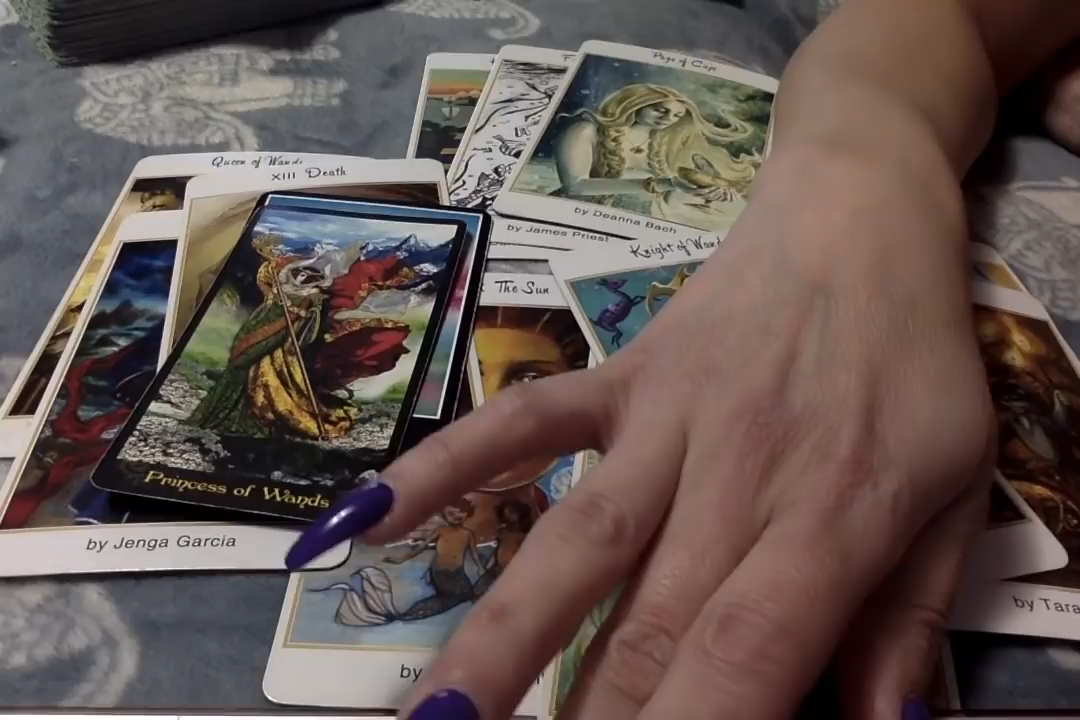 Page of Cups
Queen of Wands
XIII Death
by Deanna Bach
by James Priest
Knight of Wand
The Sun
Princess of Wands
by Jenga Garcia
by Tara
by